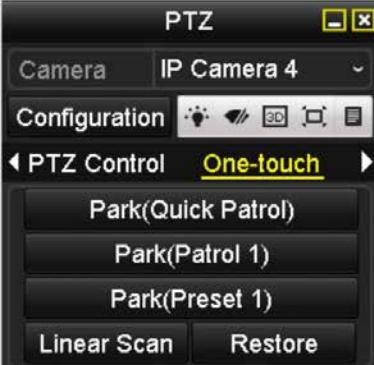 PTZ
Camera IP Camera 4
Configuration 3D
PTZ Control One-touch
Park(Quick Patrol)
Park(Patrol 1)
Park(Preset 1)
Linear Scan Restore